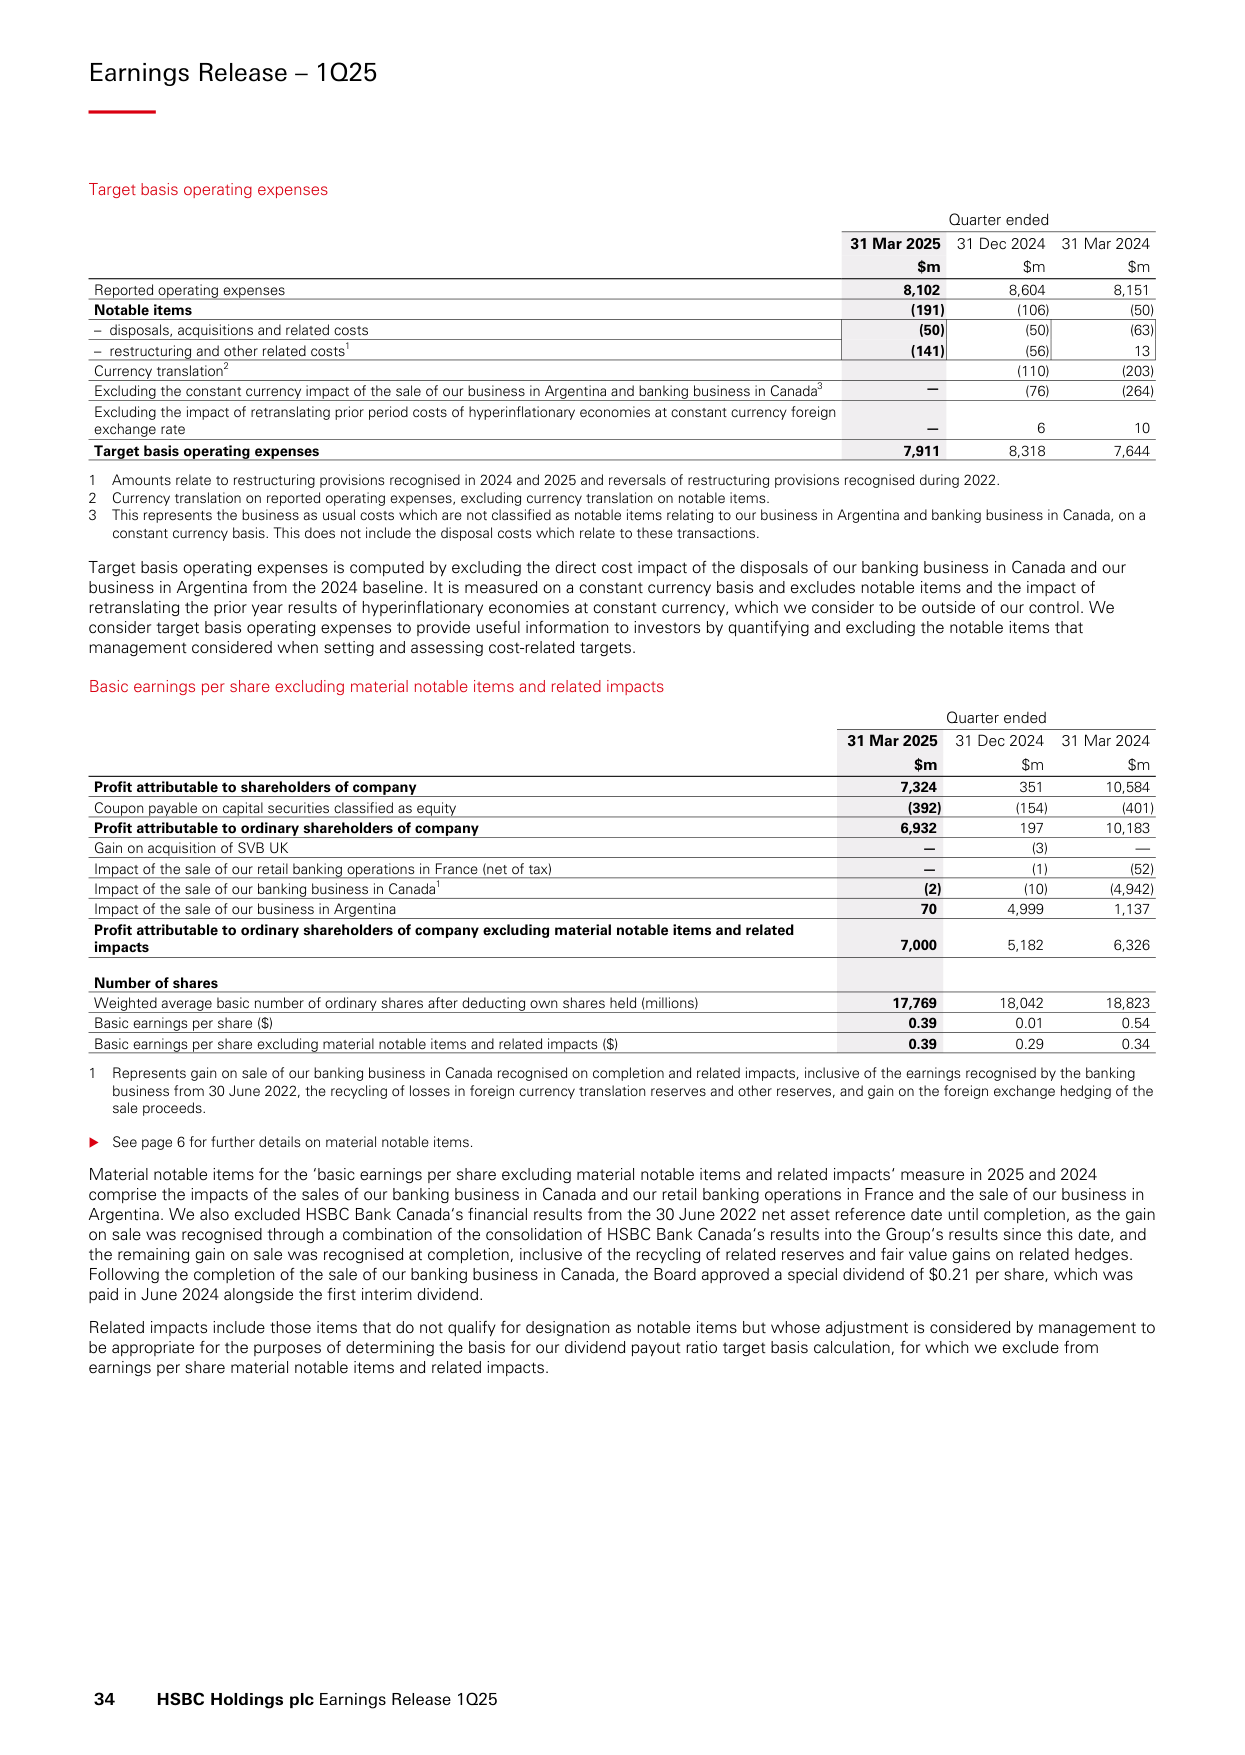 Earnings Release – 1Q25
Target basis operating expenses
Quarter ended
31 Mar 2025 31 Dec 2024 31 Mar 2024
$m $m $m
Reported operating expenses 8,102 8,604 8,151
Notable items (191) (106) (50)
– disposals, acquisitions and related costs (50) (50) (63)
– restructuring and other related costs1 (141) (56) 13
Currency translation2 (110) (203)
Excluding the constant currency impact of the sale of our business in Argentina and banking business in Canada3 — (76) (264)
Excluding the impact of retranslating prior period costs of hyperinflationary economies at constant currency foreign
exchange rate — 6 10
Target basis operating expenses 7,911 8,318 7,644
1 Amounts relate to restructuring provisions recognised in 2024 and 2025 and reversals of restructuring provisions recognised during 2022.
2 Currency translation on reported operating expenses, excluding currency translation on notable items.
3 This represents the business as usual costs which are not classified as notable items relating to our business in Argentina and banking business in Canada, on a
constant currency basis. This does not include the disposal costs which relate to these transactions.
Target basis operating expenses is computed by excluding the direct cost impact of the disposals of our banking business in Canada and our
business in Argentina from the 2024 baseline. It is measured on a constant currency basis and excludes notable items and the impact of
retranslating the prior year results of hyperinflationary economies at constant currency, which we consider to be outside of our control. We
consider target basis operating expenses to provide useful information to investors by quantifying and excluding the notable items that
management considered when setting and assessing cost-related targets.
Basic earnings per share excluding material notable items and related impacts
Quarter ended
31 Mar 2025 31 Dec 2024 31 Mar 2024
$m $m $m
Profit attributable to shareholders of company 7,324 351 10,584
Coupon payable on capital securities classified as equity (392) (154) (401)
Profit attributable to ordinary shareholders of company 6,932 197 10,183
Gain on acquisition of SVB UK — (3) —
Impact of the sale of our retail banking operations in France (net of tax) — (1) (52)
Impact of the sale of our banking business in Canada1 (2) (10) (4,942)
Impact of the sale of our business in Argentina 70 4,999 1,137
Profit attributable to ordinary shareholders of company excluding material notable items and related
impacts 7,000 5,182 6,326
Number of shares
Weighted average basic number of ordinary shares after deducting own shares held (millions) 17,769 18,042 18,823
Basic earnings per share ($) 0.39 0.01 0.54
Basic earnings per share excluding material notable items and related impacts ($) 0.39 0.29 0.34
1 Represents gain on sale of our banking business in Canada recognised on completion and related impacts, inclusive of the earnings recognised by the banking
business from 30 June 2022, the recycling of losses in foreign currency translation reserves and other reserves, and gain on the foreign exchange hedging of the
sale proceeds.
▶ See page 6 for further details on material notable items.
Material notable items for the ‘basic earnings per share excluding material notable items and related impacts’ measure in 2025 and 2024
comprise the impacts of the sales of our banking business in Canada and our retail banking operations in France and the sale of our business in
Argentina. We also excluded HSBC Bank Canada’s financial results from the 30 June 2022 net asset reference date until completion, as the gain
on sale was recognised through a combination of the consolidation of HSBC Bank Canada’s results into the Group’s results since this date, and
the remaining gain on sale was recognised at completion, inclusive of the recycling of related reserves and fair value gains on related hedges.
Following the completion of the sale of our banking business in Canada, the Board approved a special dividend of $0.21 per share, which was
paid in June 2024 alongside the first interim dividend.
Related impacts include those items that do not qualify for designation as notable items but whose adjustment is considered by management to
be appropriate for the purposes of determining the basis for our dividend payout ratio target basis calculation, for which we exclude from
earnings per share material notable items and related impacts.
34 HSBC Holdings plc Earnings Release 1Q25